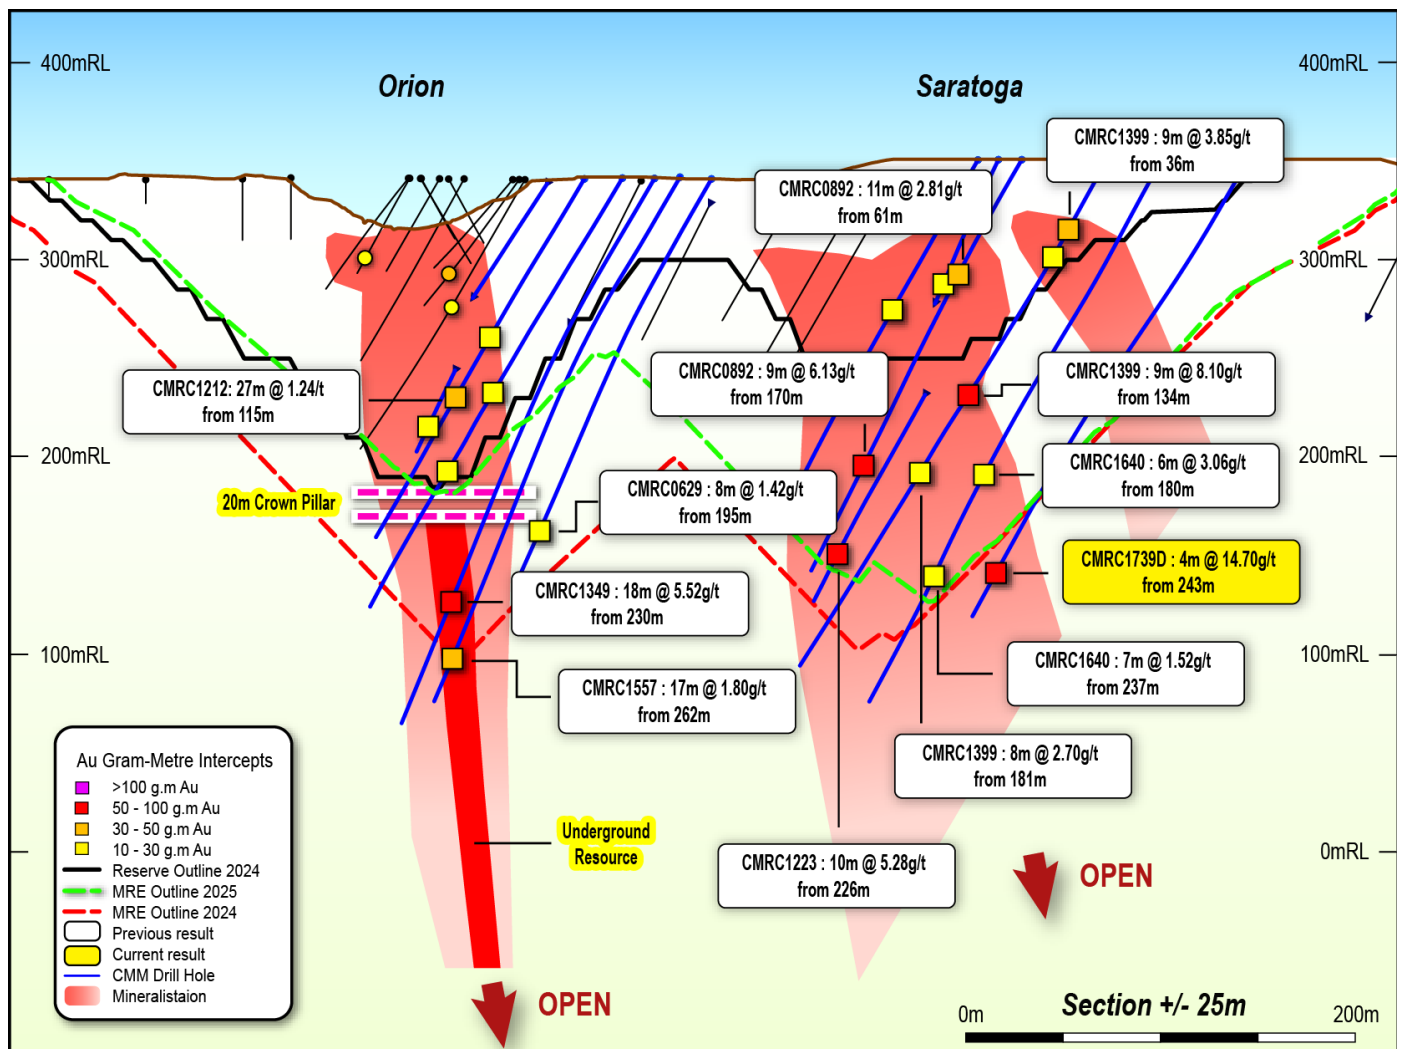 400mRL
400mRL
Orion
Saratoga
CMRC1399 : 9m @ 3.85g/t
from 36m
CMRC0892 : 11m @ 2.81g/t
from 61m
300mRL
300mRL
CMRC1212: 27m @ 1.24/t
from 115m
CMRC0892 : 9m @ 6.13g/t
from 170m
CMRC1399 : 9m @ 8.10g/t
from 134m
200mRL
200mRL
20m Crown Pillar
CMRC0629 : 8m @ 1.42g/t
from 195m
CMRC1640 : 6m @ 3.06g/t
from 180m
CMRC1739D : 4m @ 14.70g/t
from 243m
CMRC1349 : 18m @ 5.52g/t
from 230m
100mRL
100mRL
CMRC1640 : 7m @ 1.52g/t
from 237m
CMRC1557 : 17m @ 1.80g/t
from 262m
CMRC1399 : 8m @ 2.70g/t
from 181m
Underground
Resource
CMRC1223 : 10m @ 5.28g/t
from 226m
0mRL
OPEN
OPEN
Au Gram-Metre Intercepts
>100 g.m Au
50 - 100 g.m Au
30 - 50 g.m Au
10 - 30 g.m Au
Reserve Outline 2024
MRE Outline 2025
MRE Outline 2024
Previous result
Current result
CMM Drill Hole
Mineralistaion
Section +/- 25m
0m
200m